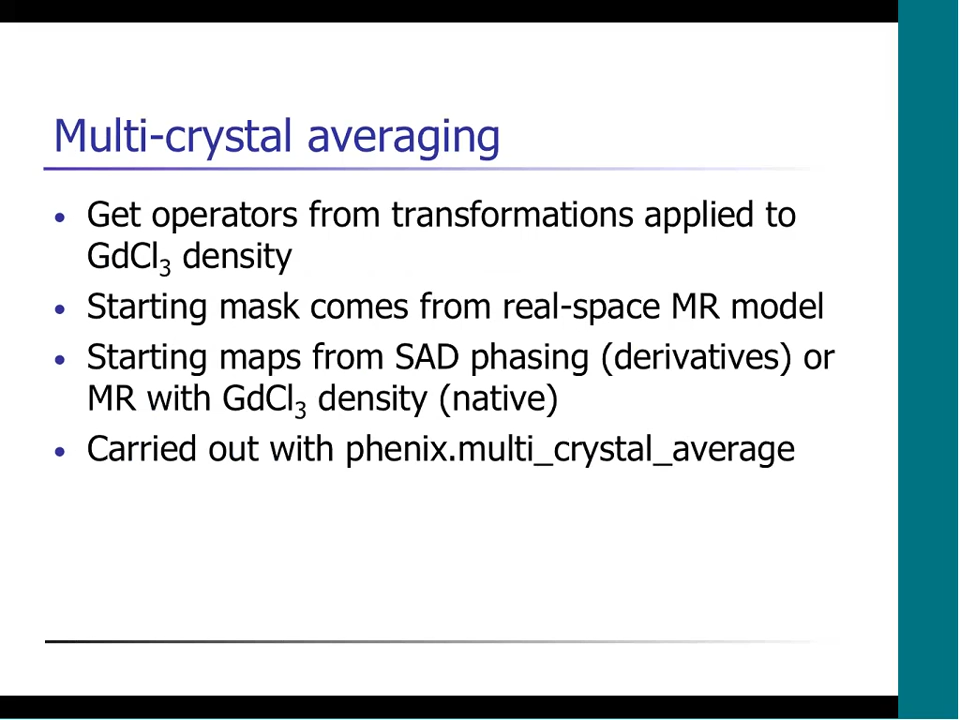 Multi-crystal averaging
• Get operators from transformations applied to
GdCl₃ density
• Starting mask comes from real-space MR model
• Starting maps from SAD phasing (derivatives) or
MR with GdCl₃ density (native)
• Carried out with phenix.multi_crystal_average